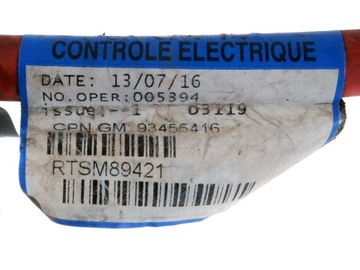 CONTROLE ELECTRIQUE
DATE: 13/07/16
NO.OPER:005394
issue:- 1 03119
CPN GM 93455416
RTSM89421